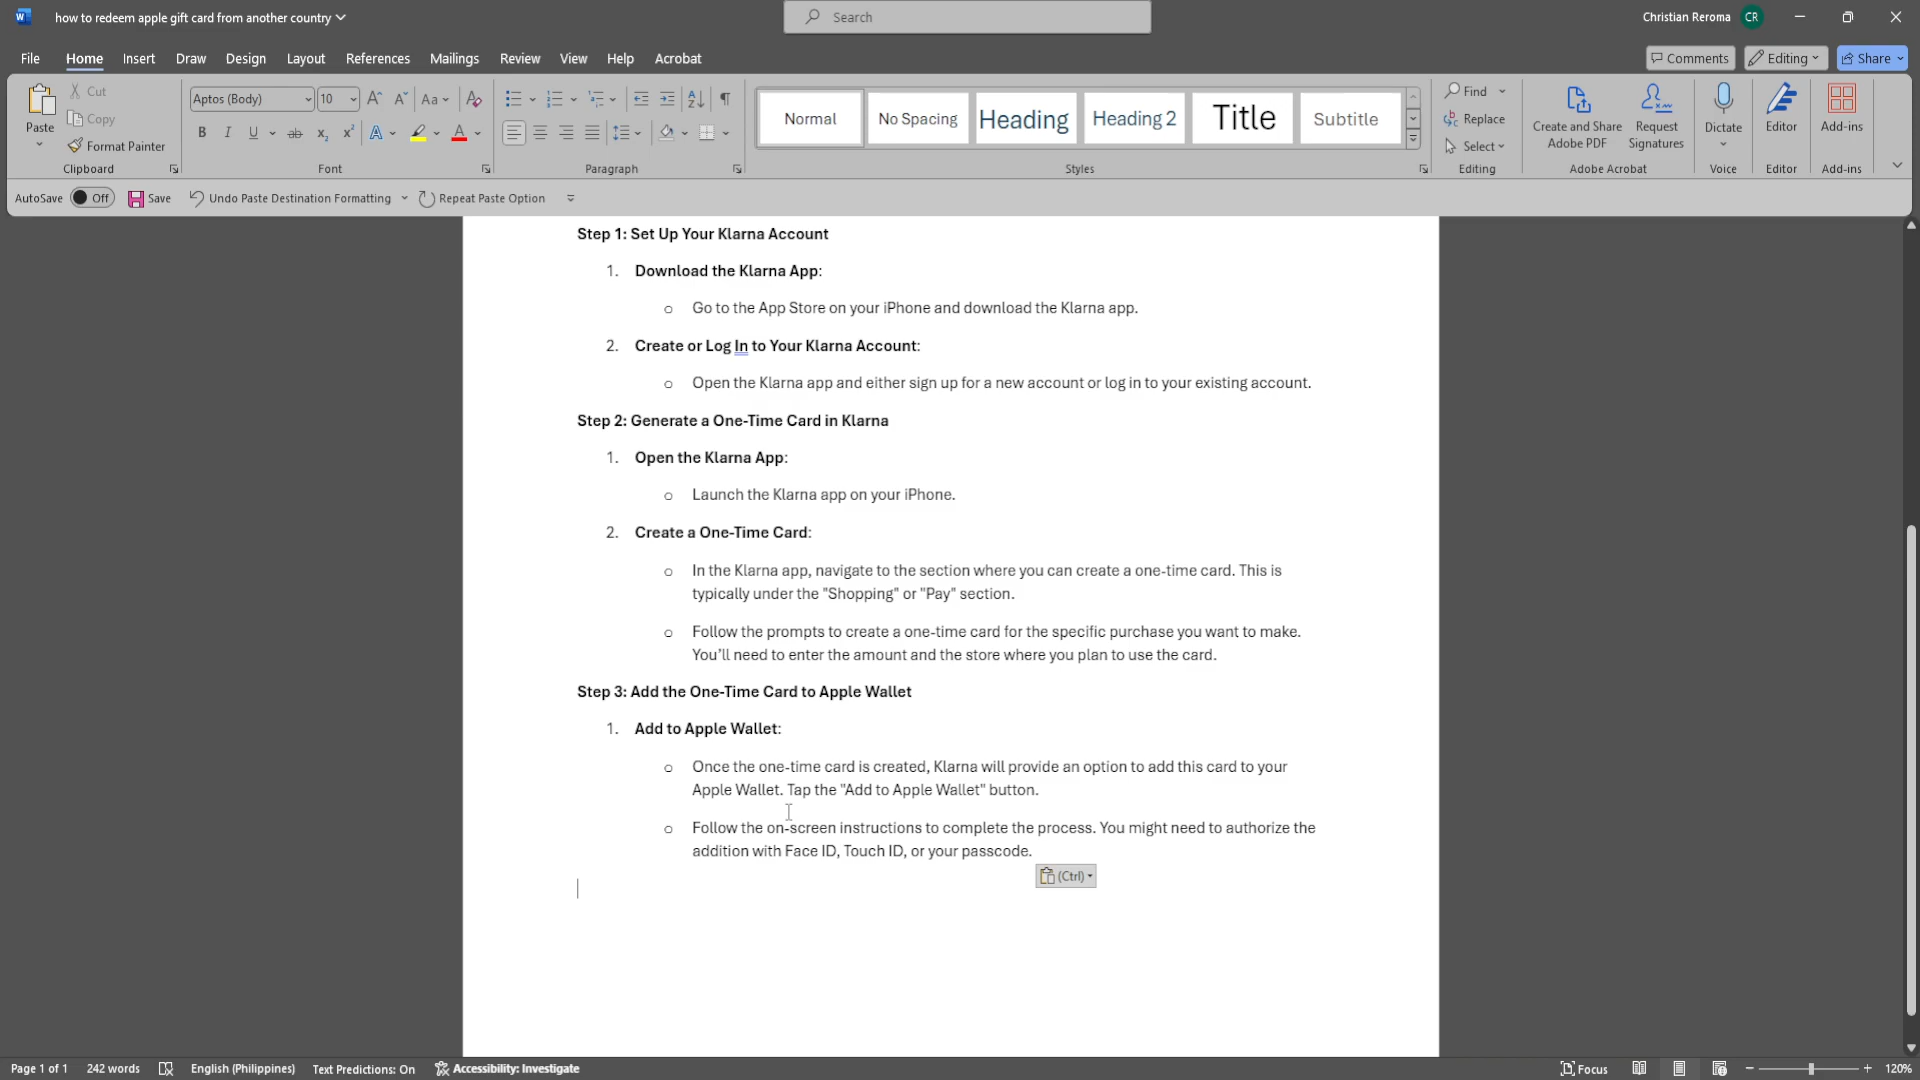 how to redeem apple gift card from another country
Search
Christian Reroma CR
File Home Insert Draw Design Layout References Mailings Review View Help Acrobat
Comments Editing Share
Paste
Cut
Copy
Format Painter
Clipboard
Aptos (Body) 10
Font
Paragraph
Normal No Spacing Heading Heading 2 Title Subtitle
Styles
Find
Replace
Select
Editing
Create and Share
Adobe PDF
Request
Signatures
Adobe Acrobat
Dictate
Voice
Editor
Editor
Add-ins
Add-ins
AutoSave Off Save Undo Paste Destination Formatting Repeat Paste Option
Step 1: Set Up Your Klarna Account
1. Download the Klarna App:
o Go to the App Store on your iPhone and download the Klarna app.
2. Create or Log In to Your Klarna Account:
o Open the Klarna app and either sign up for a new account or log in to your existing account.
Step 2: Generate a One-Time Card in Klarna
1. Open the Klarna App:
o Launch the Klarna app on your iPhone.
2. Create a One-Time Card:
o In the Klarna app, navigate to the section where you can create a one-time card. This is
typically under the "Shopping" or "Pay" section.
o Follow the prompts to create a one-time card for the specific purchase you want to make.
You’ll need to enter the amount and the store where you plan to use the card.
Step 3: Add the One-Time Card to Apple Wallet
1. Add to Apple Wallet:
o Once the one-time card is created, Klarna will provide an option to add this card to your
Apple Wallet. Tap the "Add to Apple Wallet" button.
o Follow the on-screen instructions to complete the process. You might need to authorize the
addition with Face ID, Touch ID, or your passcode.
(Ctrl)
Page 1 of 1 242 words English (Philippines) Text Predictions: On Accessibility: Investigate Focus 120%